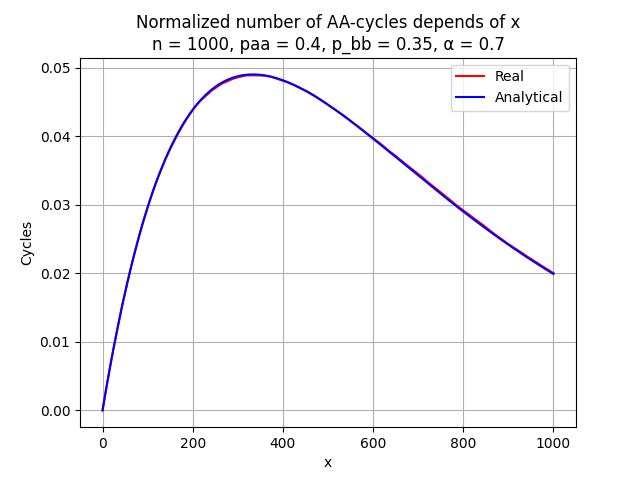 Normalized number of AA-cycles depends of x
n = 1000, paa = 0.4, p_bb = 0.35, α = 0.7
Real
Analytical
Cycles
0.05
0.04
0.03
0.02
0.01
0.00
0
200
400
600
800
1000
x